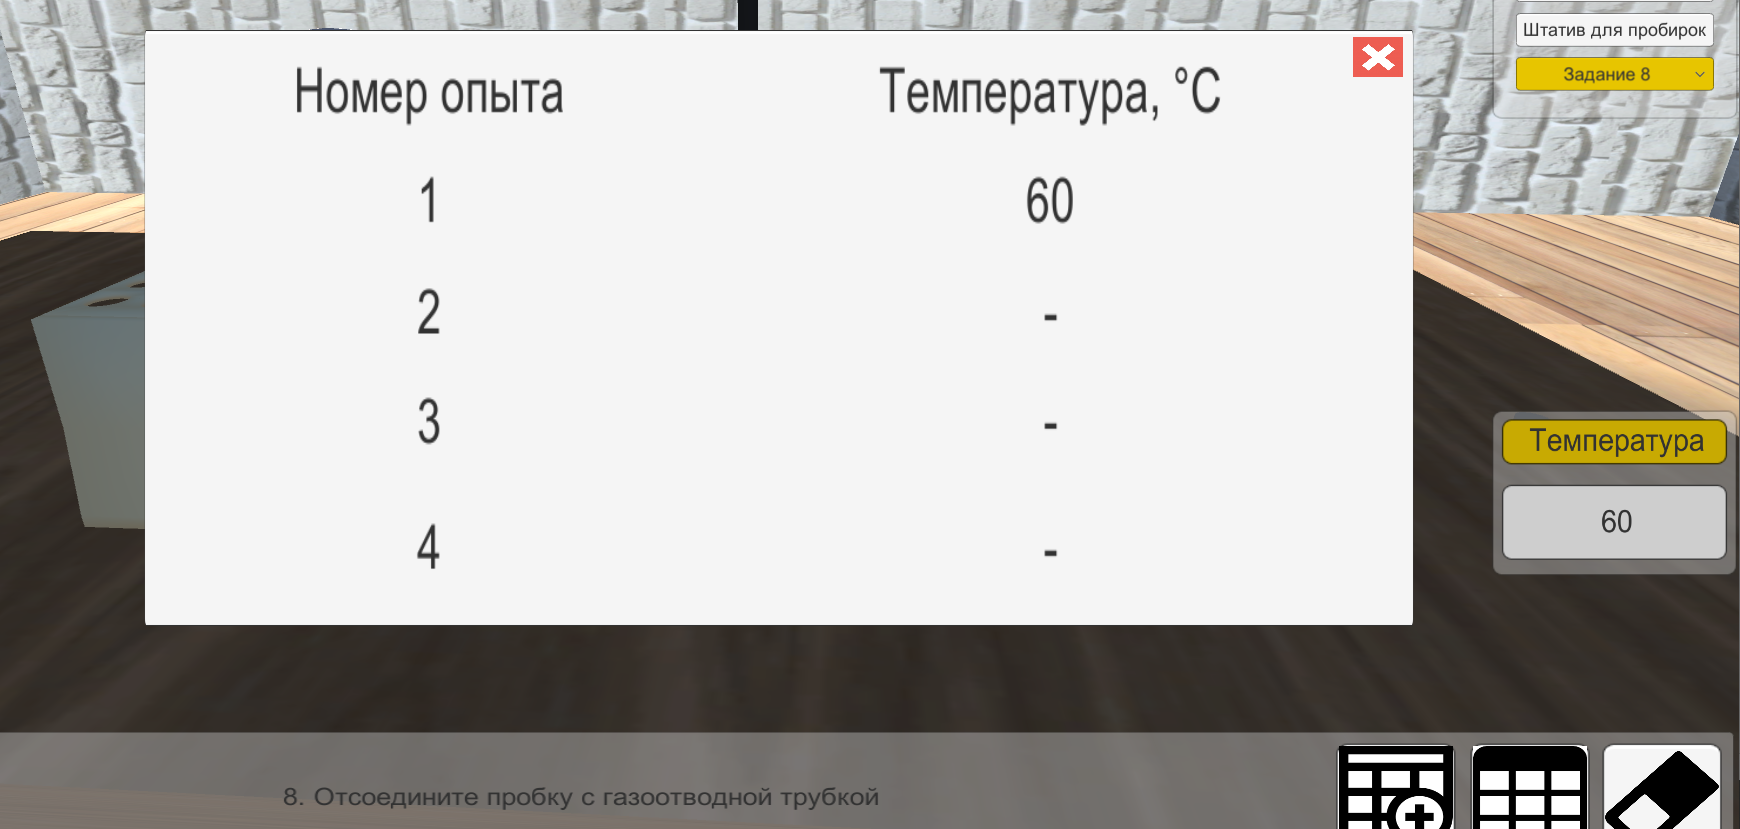 Штатив для пробирок
Задание 8
Номер опыта Температура, °C
1 60
2 -
3 -
4 -
Температура
60
8. Отсоедините пробку с газоотводной трубкой